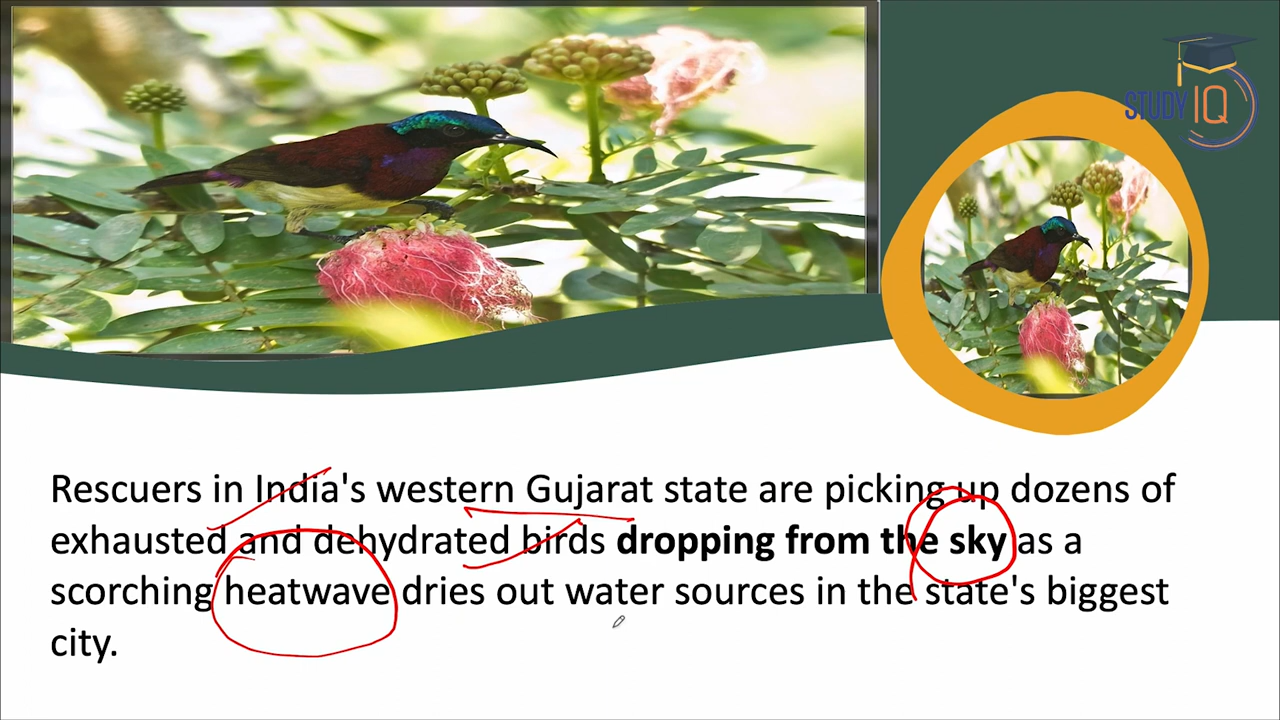 STUDY IQ
Rescuers in India's western Gujarat state are picking up dozens of
exhausted and dehydrated birds dropping from the sky as a
scorching heatwave dries out water sources in the state's biggest
city.